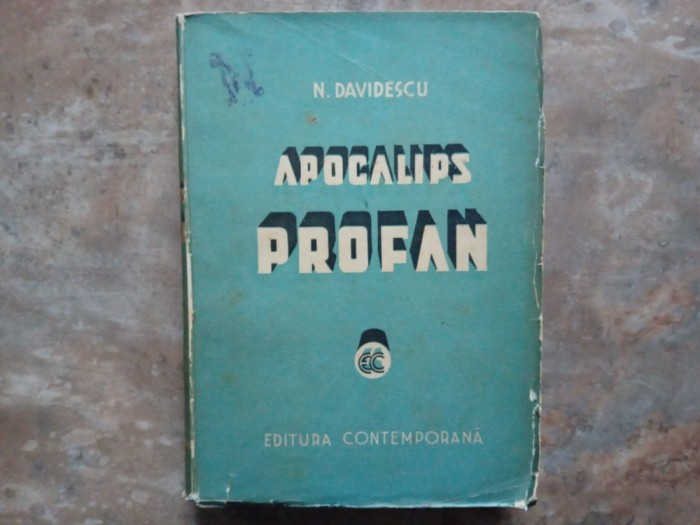 N. DAVIDESCU
APOCALIPS
PROFAN
EC
EDITURA CONTEMPORANĂ